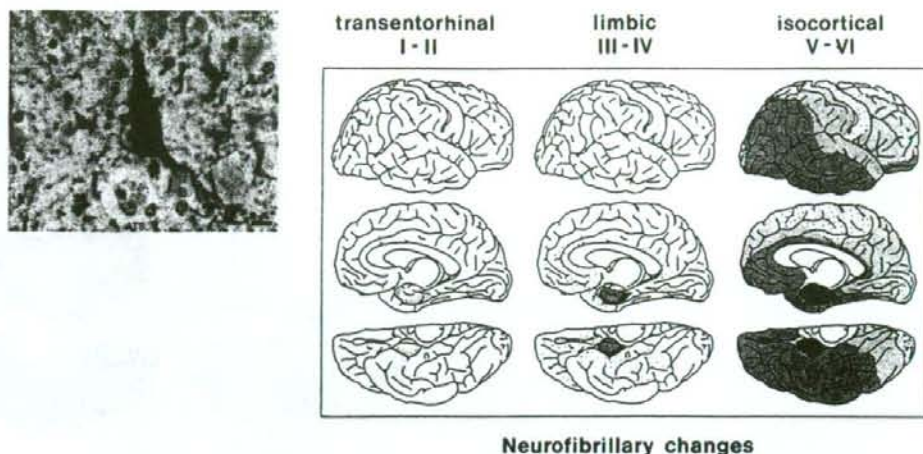 transentorhinal
I - II
limbic
III - IV
isocortical
V - VI
Neurofibrillary changes